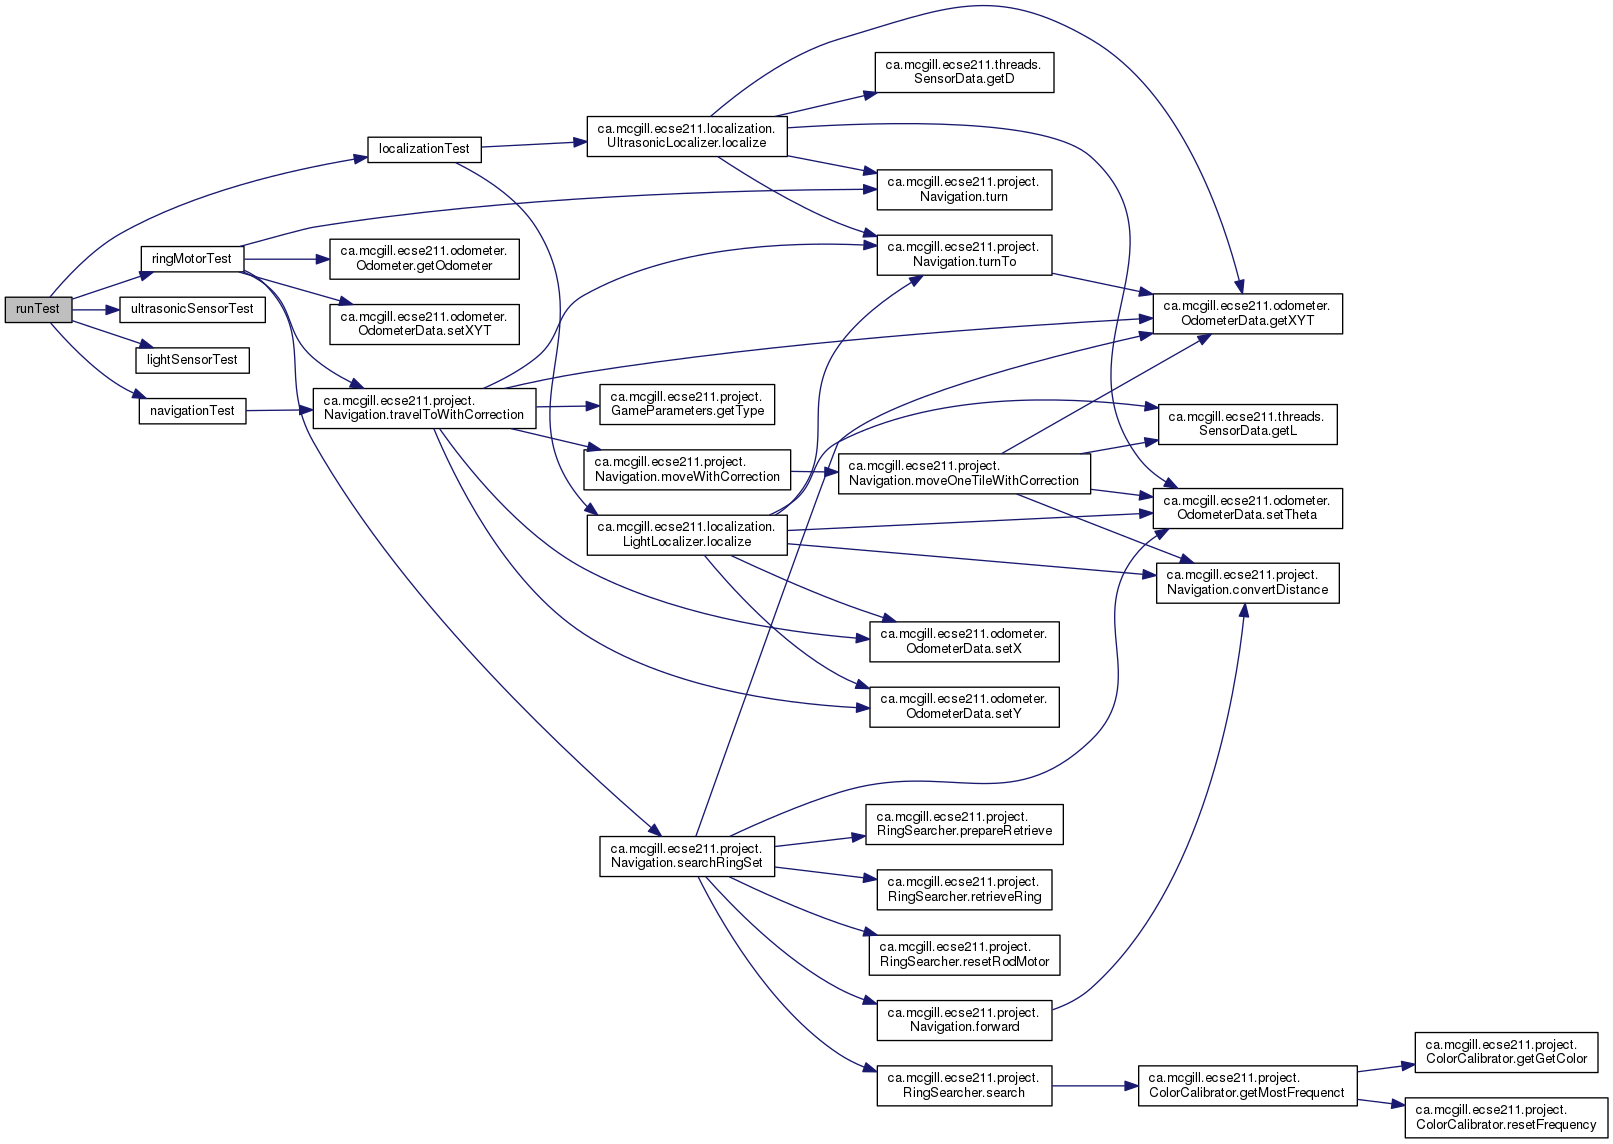 runTest
localizationTest
ringMotorTest
ultrasonicSensorTest
lightSensorTest
navigationTest
ca.mcgill.ecse211.odometer.
Odometer.getOdometer
ca.mcgill.ecse211.odometer.
OdometerData.setXYT
ca.mcgill.ecse211.project.
Navigation.travelToWithCorrection
ca.mcgill.ecse211.localization.
UltrasonicLocalizer.localize
ca.mcgill.ecse211.project.
GameParameters.getType
ca.mcgill.ecse211.project.
Navigation.moveWithCorrection
ca.mcgill.ecse211.localization.
LightLocalizer.localize
ca.mcgill.ecse211.project.
Navigation.searchRingSet
ca.mcgill.ecse211.threads.
SensorData.getD
ca.mcgill.ecse211.project.
Navigation.turn
ca.mcgill.ecse211.project.
Navigation.turnTo
ca.mcgill.ecse211.project.
Navigation.moveOneTileWithCorrection
ca.mcgill.ecse211.odometer.
OdometerData.setX
ca.mcgill.ecse211.odometer.
OdometerData.setY
ca.mcgill.ecse211.project.
RingSearcher.prepareRetrieve
ca.mcgill.ecse211.project.
RingSearcher.retrieveRing
ca.mcgill.ecse211.project.
RingSearcher.resetRodMotor
ca.mcgill.ecse211.project.
Navigation.forward
ca.mcgill.ecse211.project.
RingSearcher.search
ca.mcgill.ecse211.odometer.
OdometerData.getXYT
ca.mcgill.ecse211.threads.
SensorData.getL
ca.mcgill.ecse211.odometer.
OdometerData.setTheta
ca.mcgill.ecse211.project.
Navigation.convertDistance
ca.mcgill.ecse211.project.
ColorCalibrator.getMostFrequenct
ca.mcgill.ecse211.project.
ColorCalibrator.getGetColor
ca.mcgill.ecse211.project.
ColorCalibrator.resetFrequency